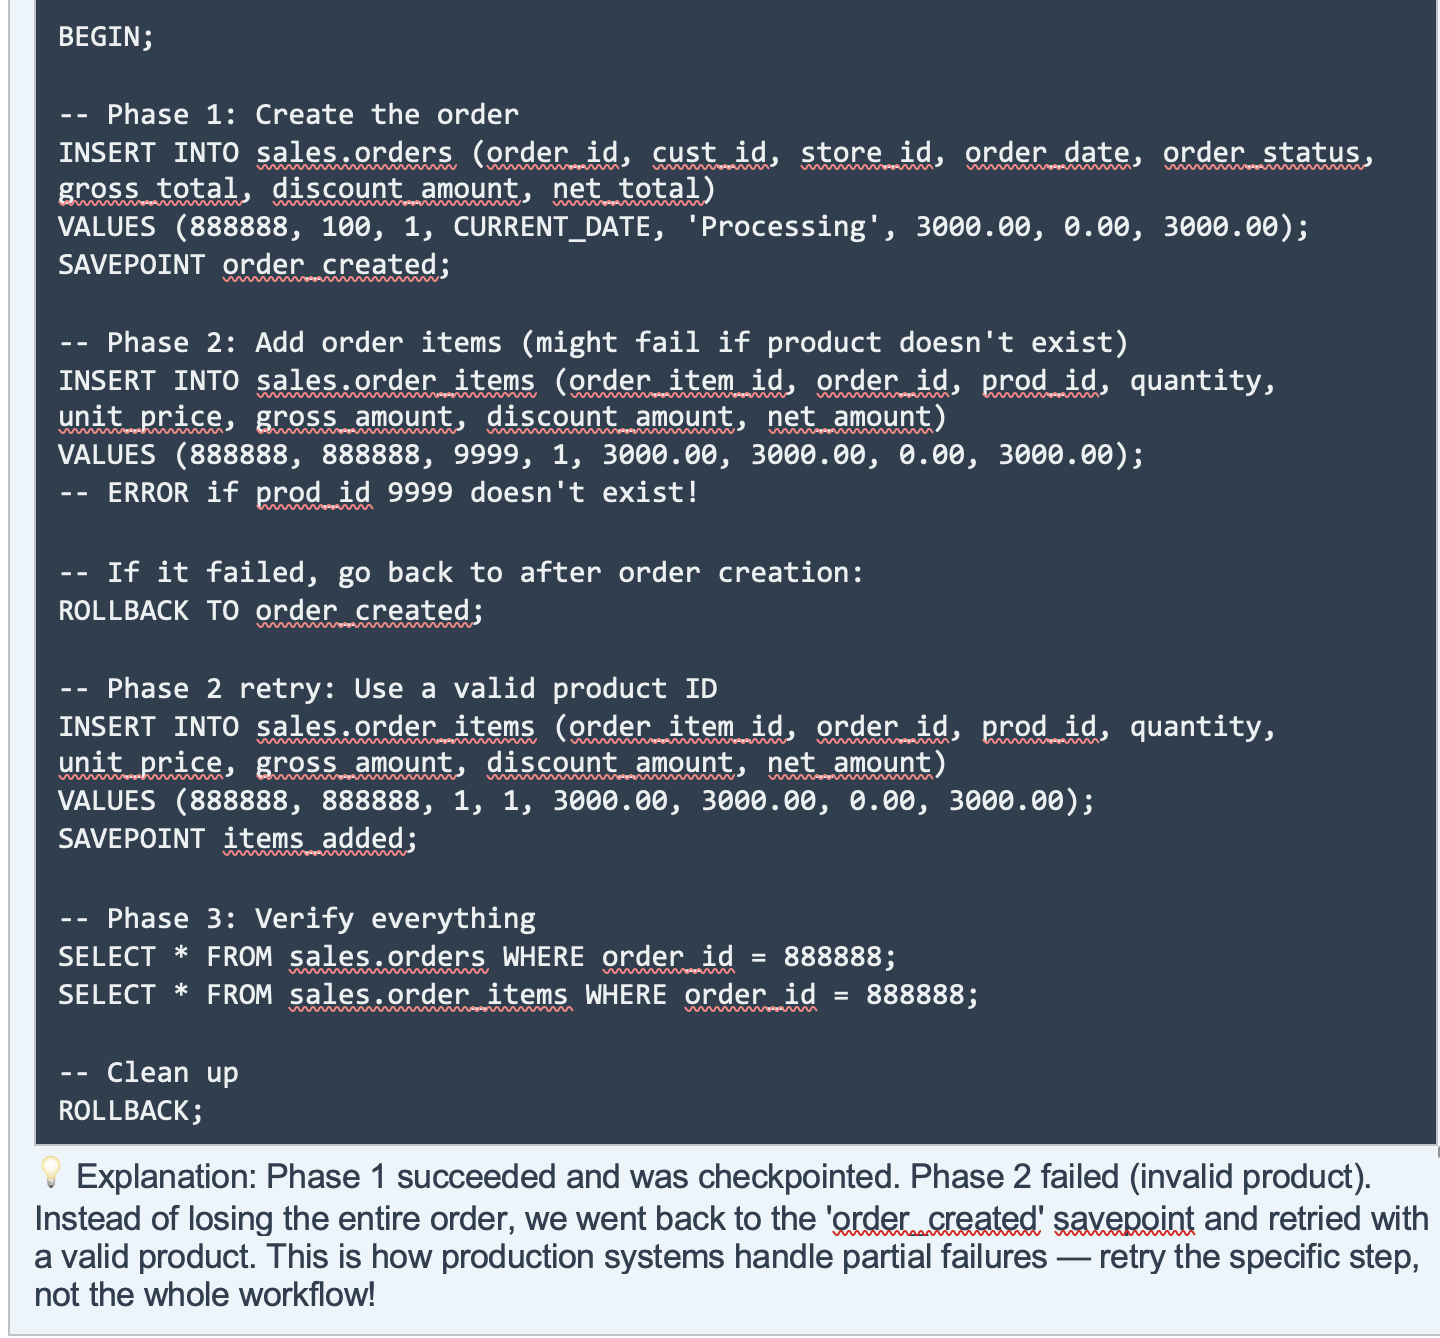 BEGIN;
-- Phase 1: Create the order
INSERT INTO sales.orders (order_id, cust_id, store_id, order_date, order_status,
gross_total, discount_amount, net_total)
VALUES (888888, 100, 1, CURRENT_DATE, 'Processing', 3000.00, 0.00, 3000.00);
SAVEPOINT order_created;
-- Phase 2: Add order items (might fail if product doesn't exist)
INSERT INTO sales.order_items (order_item_id, order_id, prod_id, quantity,
unit_price, gross_amount, discount_amount, net_amount)
VALUES (888888, 888888, 9999, 1, 3000.00, 3000.00, 0.00, 3000.00);
-- ERROR if prod_id 9999 doesn't exist!
-- If it failed, go back to after order creation:
ROLLBACK TO order_created;
-- Phase 2 retry: Use a valid product ID
INSERT INTO sales.order_items (order_item_id, order_id, prod_id, quantity,
unit_price, gross_amount, discount_amount, net_amount)
VALUES (888888, 888888, 1, 1, 3000.00, 3000.00, 0.00, 3000.00);
SAVEPOINT items_added;
-- Phase 3: Verify everything
SELECT * FROM sales.orders WHERE order_id = 888888;
SELECT * FROM sales.order_items WHERE order_id = 888888;
-- Clean up
ROLLBACK;
💡 Explanation: Phase 1 succeeded and was checkpointed. Phase 2 failed (invalid product).
Instead of losing the entire order, we went back to the 'order_created' savepoint and retried with
a valid product. This is how production systems handle partial failures — retry the specific step,
not the whole workflow!